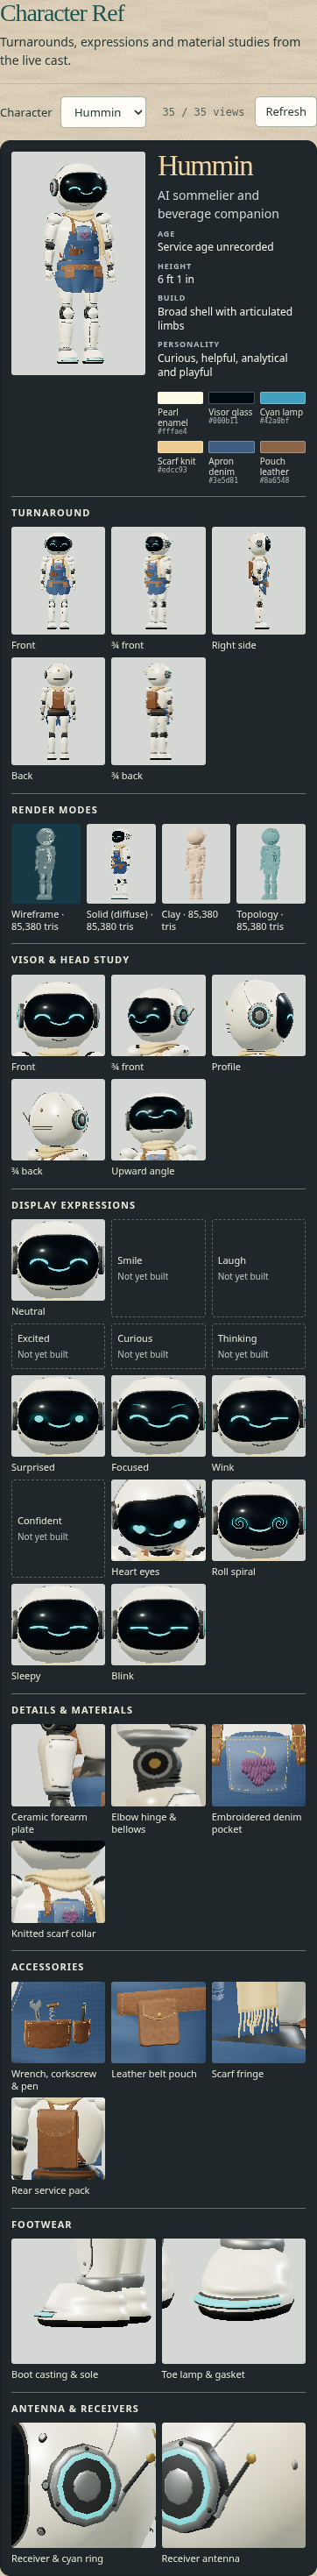 Character Ref
Turnarounds, expressions and material studies from
the live cast.
Character
Hummin
35 / 35 views
Refresh
Hummin
AI sommelier and
beverage companion
AGE
Service age unrecorded
HEIGHT
6 ft 1 in
BUILD
Broad shell with articulated
limbs
PERSONALITY
Curious, helpful, analytical
and playful
Pearl
enamel
#fffae4
Visor glass
#000b11
Cyan lamp
#42a0bf
Scarf knit
#edcc93
Apron
denim
#3e5d81
Pouch
leather
#8a6548
TURNAROUND
Front
¾ front
Right side
Back
¾ back
RENDER MODES
Wireframe ·
85,380 tris
Solid (diffuse) ·
85,380 tris
Clay · 85,380
tris
Topology ·
85,380 tris
VISOR & HEAD STUDY
Front
¾ front
Profile
¾ back
Upward angle
DISPLAY EXPRESSIONS
Neutral
Smile
Not yet built
Laugh
Not yet built
Excited
Not yet built
Curious
Not yet built
Thinking
Not yet built
Surprised
Focused
Wink
Confident
Not yet built
Heart eyes
Roll spiral
Sleepy
Blink
DETAILS & MATERIALS
Ceramic forearm
plate
Elbow hinge &
bellows
Embroidered denim
pocket
Knitted scarf collar
ACCESSORIES
Wrench, corkscrew
& pen
Leather belt pouch
Scarf fringe
Rear service pack
FOOTWEAR
Boot casting & sole
Toe lamp & gasket
ANTENNA & RECEIVERS
Receiver & cyan ring
Receiver antenna